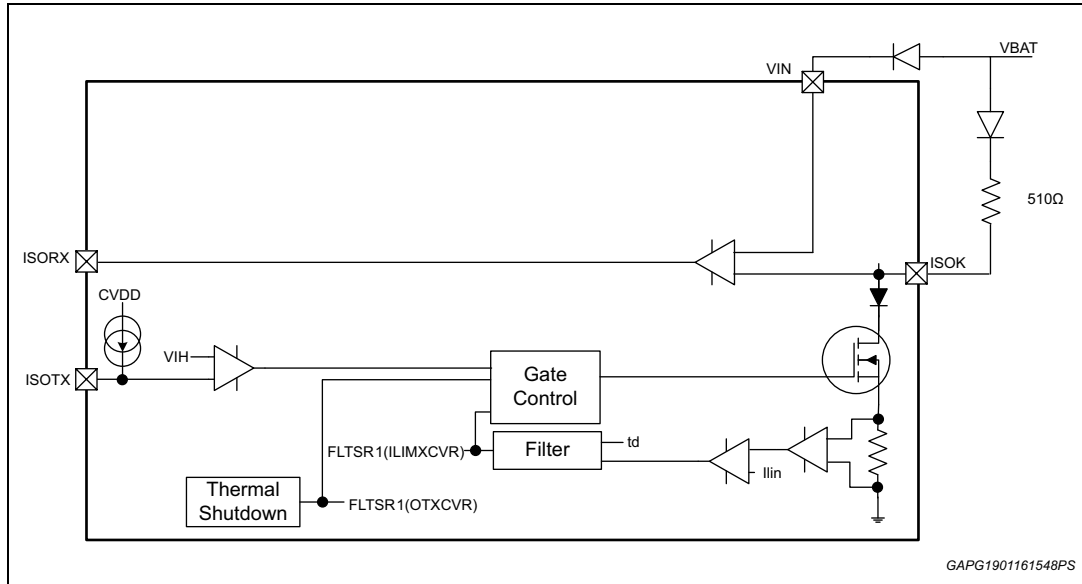 VBAT
VIN
510Ω
ISORX
ISOK
CVDD
VIH
ISOTX
Gate
Control
FLTSR1(ILIMXCVR)
Filter
td
Ilin
Thermal
Shutdown
FLTSR1(OTXCVR)
GAPG1901161548PS